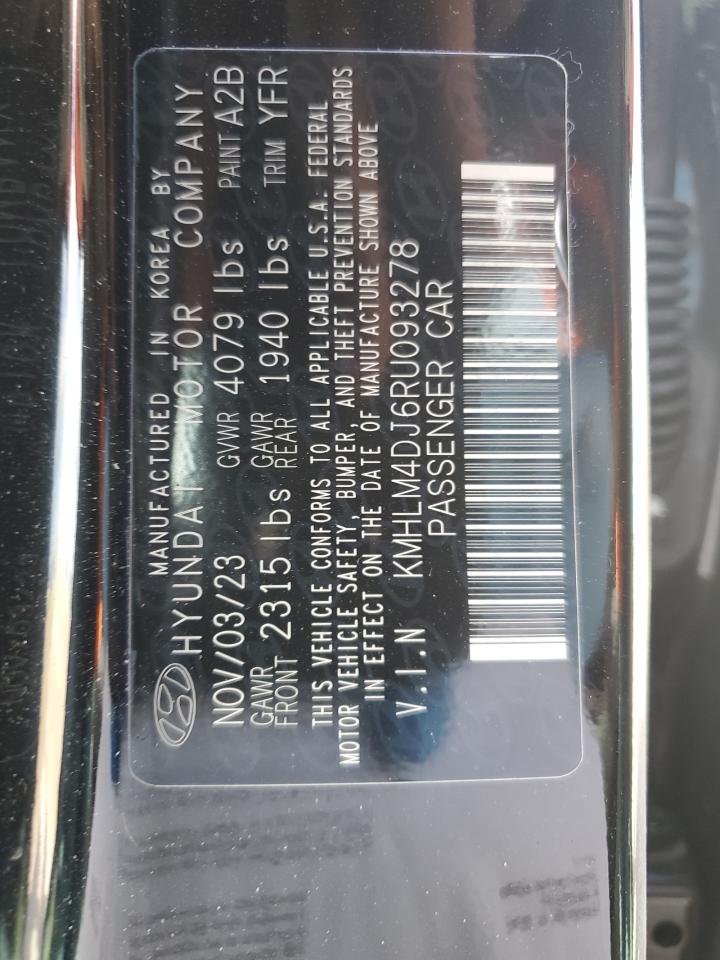 MANUFACTURED IN KOREA BY
HYUNDAI MOTOR COMPANY
NOV/03/23 GVWR 4079 lbs PAINT A2B
GAWR FRONT 2315 lbs GAWR REAR 1940 lbs TRIM YFR
THIS VEHICLE CONFORMS TO ALL APPLICABLE U.S.A. FEDERAL
MOTOR VEHICLE SAFETY, BUMPER, AND THEFT PREVENTION STANDARDS
IN EFFECT ON THE DATE OF MANUFACTURE SHOWN ABOVE
V.I.N KMHLM4DJ6RU093278
PASSENGER CAR